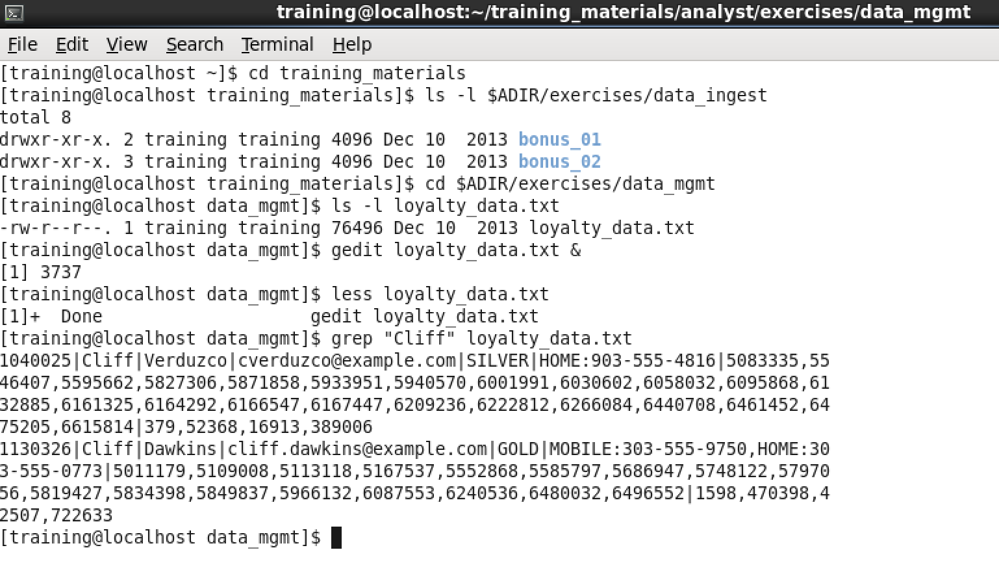 training@localhost:~/training_materials/analyst/exercises/data_mgmt
File Edit View Search Terminal Help
[training@localhost ~]$ cd training_materials
[training@localhost training_materials]$ ls -l $ADIR/exercises/data_ingest
total 8
drwxr-xr-x. 2 training training 4096 Dec 10  2013 bonus_01
drwxr-xr-x. 3 training training 4096 Dec 10  2013 bonus_02
[training@localhost training_materials]$ cd $ADIR/exercises/data_mgmt
[training@localhost data_mgmt]$ ls -l loyalty_data.txt
-rw-r--r--. 1 training training 76496 Dec 10  2013 loyalty_data.txt
[training@localhost data_mgmt]$ gedit loyalty_data.txt &
[1] 3737
[training@localhost data_mgmt]$ less loyalty_data.txt
[1]+  Done                    gedit loyalty_data.txt
[training@localhost data_mgmt]$ grep "Cliff" loyalty_data.txt
1040025|Cliff|Verduzco|cverduzco@example.com|SILVER|HOME:903-555-4816|5083335,55
46407,5595662,5827306,5871858,5933951,5940570,6001991,6030602,6058032,6095868,61
32885,6161325,6164292,6166547,6167447,6209236,6222812,6266084,6440708,6461452,64
75205,6615814|379,52368,16913,389006
1130326|Cliff|Dawkins|cliff.dawkins@example.com|GOLD|MOBILE:303-555-9750,HOME:30
3-555-0773|5011179,5109008,5113118,5167537,5552868,5585797,5686947,5748122,57970
56,5819427,5834398,5849837,5966132,6087553,6240536,6480032,6496552|1598,470398,4
2507,722633
[training@localhost data_mgmt]$